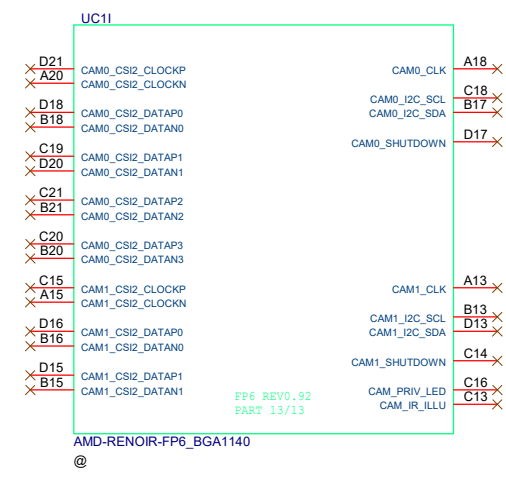 UC1I
D21 CAM0_CSI2_CLOCKP CAM0_CLK A18
A20 CAM0_CSI2_CLOCKN
CAM0_I2C_SCL C18
D18 CAM0_CSI2_DATAP0 CAM0_I2C_SDA B17
B18 CAM0_CSI2_DATAN0
CAM0_SHUTDOWN D17
C19 CAM0_CSI2_DATAP1
D20 CAM0_CSI2_DATAN1
C21 CAM0_CSI2_DATAP2
B21 CAM0_CSI2_DATAN2
C20 CAM0_CSI2_DATAP3
B20 CAM0_CSI2_DATAN3
C15 CAM1_CSI2_CLOCKP CAM1_CLK A13
A15 CAM1_CSI2_CLOCKN
CAM1_I2C_SCL B13
D16 CAM1_CSI2_DATAP0 CAM1_I2C_SDA D13
B16 CAM1_CSI2_DATAN0
CAM1_SHUTDOWN C14
D15 CAM1_CSI2_DATAP1
B15 CAM1_CSI2_DATAN1 CAM_PRIV_LED C16
FP6 REV0.92
CAM_IR_ILLU C13
PART 13/13
AMD-RENOIR-FP6_BGA1140
@